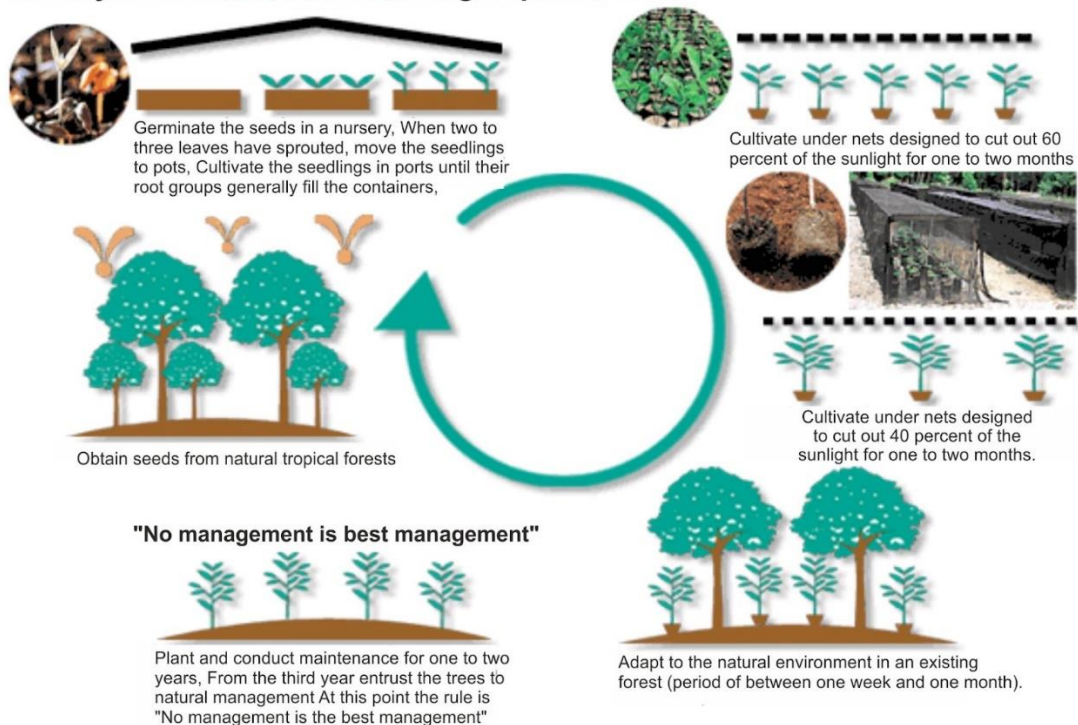 Germinate the seeds in a nursery, When two to
three leaves have sprouted, move the seedlings
to pots, Cultivate the seedlings in ports until their
root groups generally fill the containers,
Cultivate under nets designed to cut out 60
percent of the sunlight for one to two months
Cultivate under nets designed
to cut out 40 percent of the
sunlight for one to two months.
Obtain seeds from natural tropical forests
"No management is best management"
Plant and conduct maintenance for one to two
years, From the third year entrust the trees to
natural management At this point the rule is
"No management is the best management"
Adapt to the natural environment in an existing
forest (period of between one week and one month).